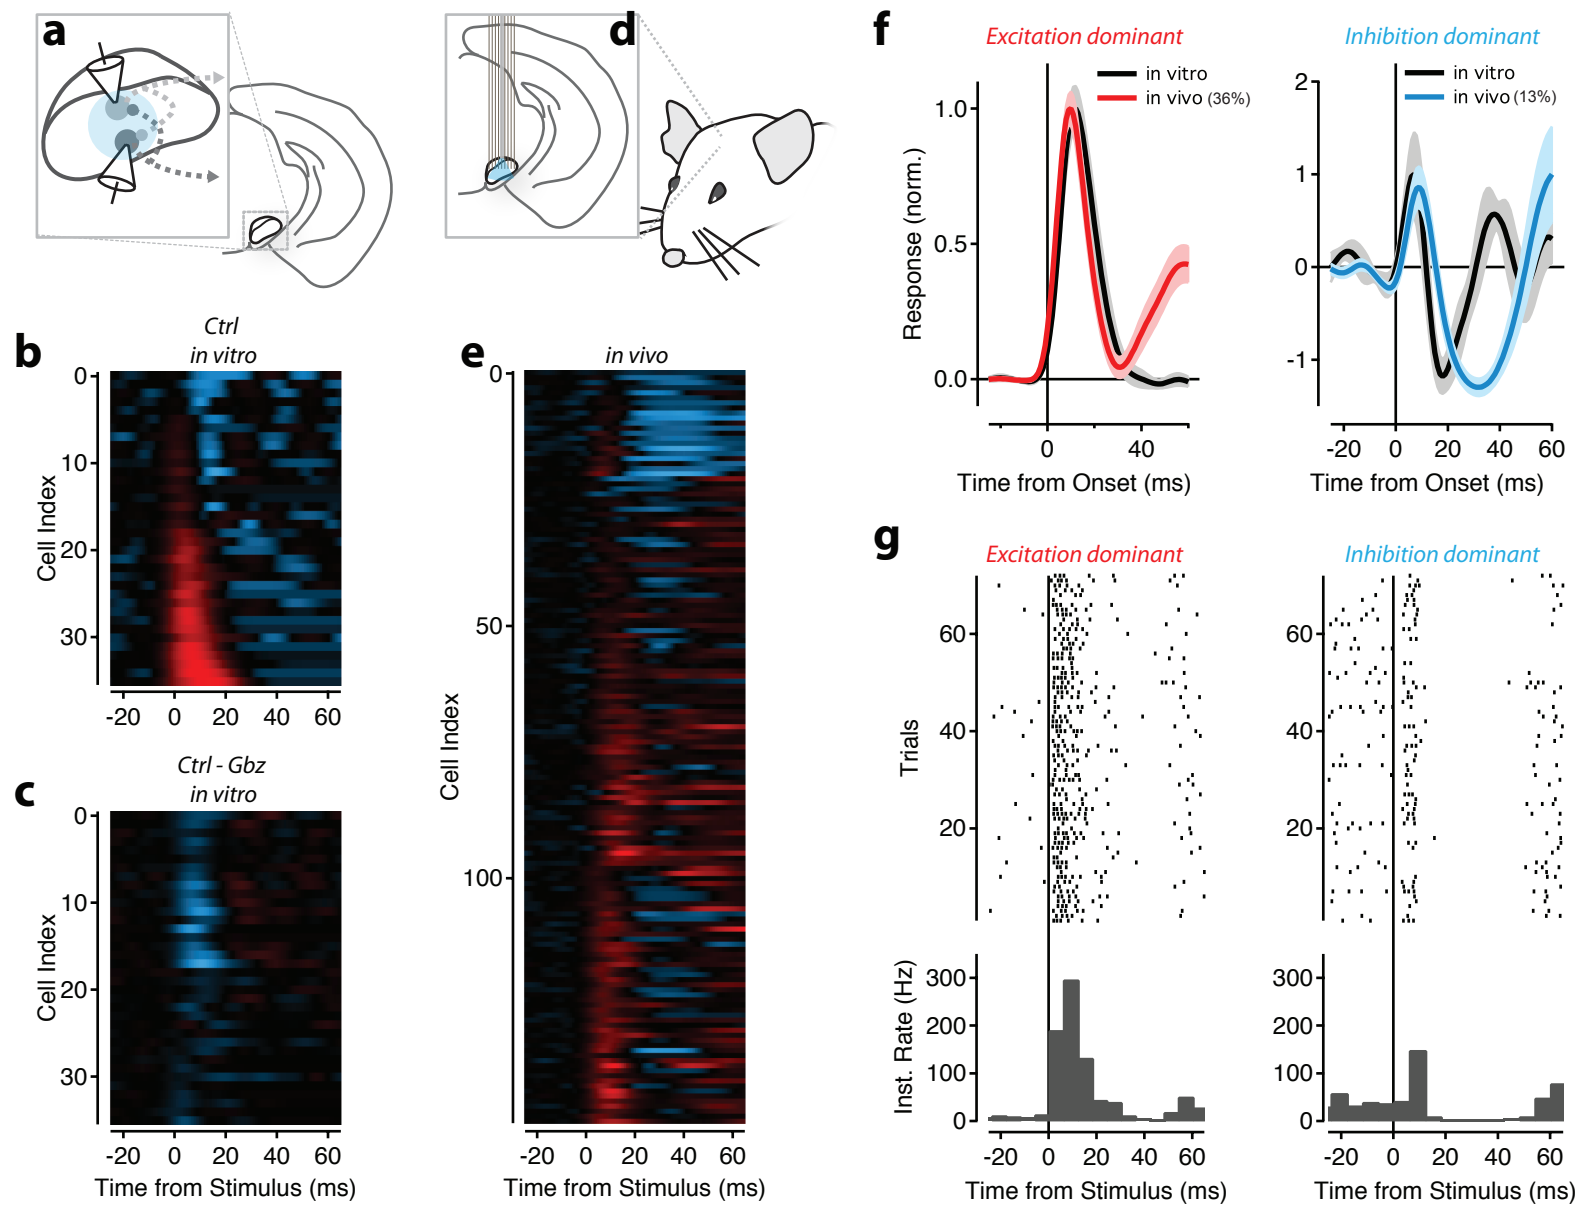 a
d
f
Excitation dominant
in vitro
in vivo (36%)
1.0
0.5
0.0
Response (norm.)
0
40
Time from Onset (ms)
Inhibition dominant
in vitro
in vivo (13%)
2
1
0
-1
-20
0
20
40
60
Time from Onset (ms)
b
Ctrl
in vitro
0
10
20
30
Cell Index
-20
0
20
40
60
c
Ctrl - Gbz
in vitro
0
10
20
30
Cell Index
-20
0
20
40
60
Time from Stimulus (ms)
e
in vivo
0
50
100
Cell Index
-20
0
20
40
60
Time from Stimulus (ms)
g
Excitation dominant
60
40
20
Trials
300
200
100
0
Inst. Rate (Hz)
-20
0
20
40
60
Time from Stimulus (ms)
Inhibition dominant
60
40
20
300
200
100
0
-20
0
20
40
60
Time from Stimulus (ms)